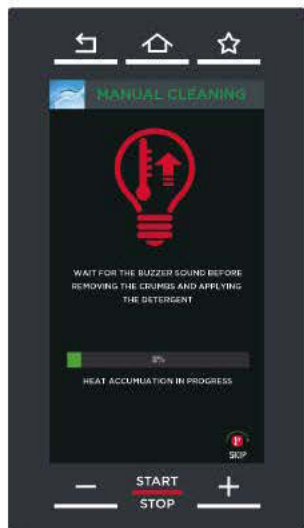 MANUAL CLEANING
WAIT FOR THE BUZZER SOUND BEFORE
REMOVING THE CRUMBS AND APPLYING
THE DETERGENT
HEAT ACCUMUATION IN PROGRESS
SKIP
START
STOP